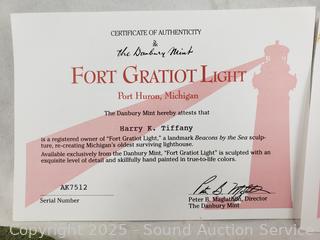 CERTIFICATE OF AUTHENTICITY
&
the Danbury Mint
FORT GRATIOT LIGHT
Port Huron, Michigan
The Danbury Mint hereby attests that
Harry K. Tiffany
is a registered owner of "Fort Gratiot Light," a landmark Beacons by the Sea sculp-
ture, re-creating Michigan's oldest surviving lighthouse.
Available exclusively from the Danbury Mint, "Fort Gratiot Light" is sculpted with an
exquisite level of detail and skillfully hand painted in true-to-life colors.
AK7512
Serial Number
Peter B. Maglathlin, Director
The Danbury Mint
Copyright 2025 - Sound Auction Service